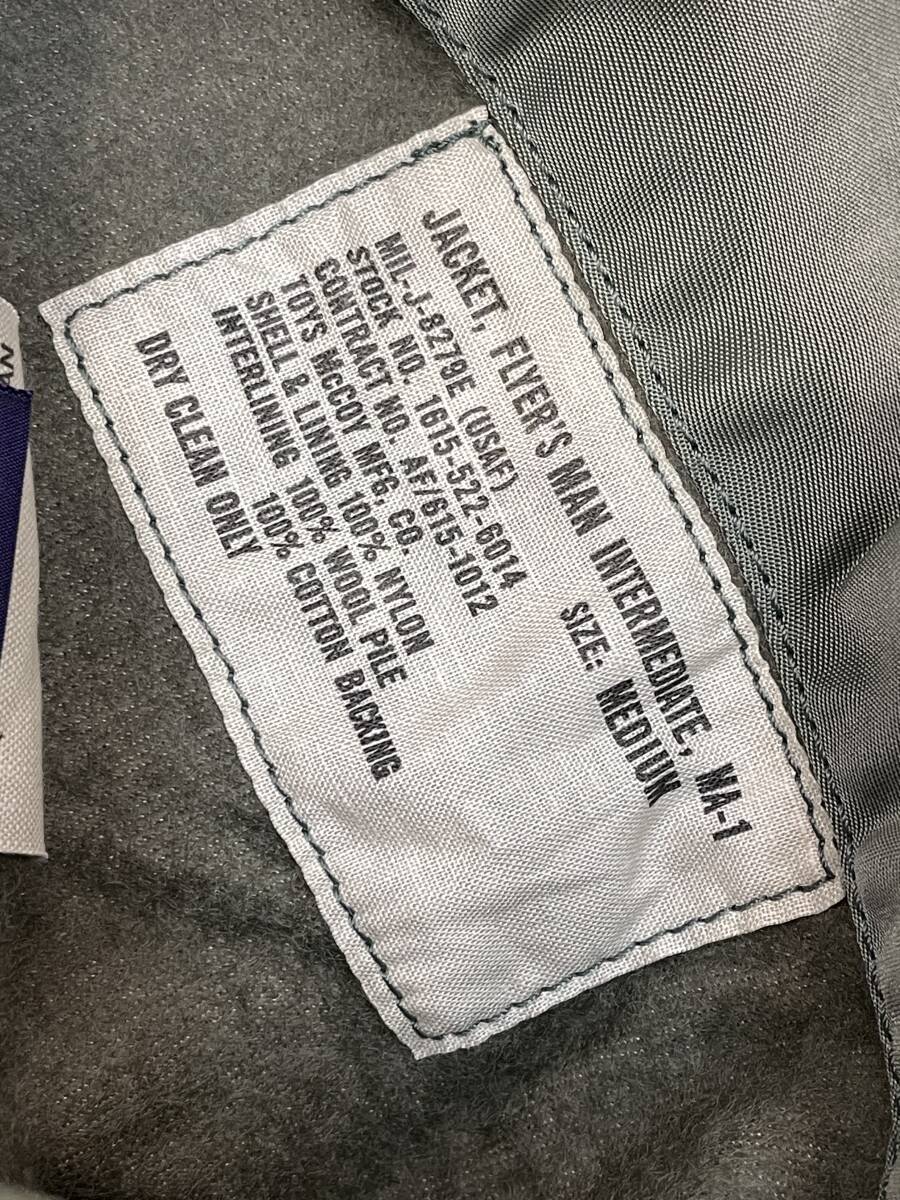 JACKET, FLYER'S MAN INTERMEDIATE, WA-1
SIZE: MEDIUM
MIL-J-8279E (USAF)
STOCK NO. 1615-522-6014
CONTRACT NO. AF/615-1012
TOYS McCOY MFG. CO.
SHELL & LINING 100% NYLON
INTERLINING 100% WOOL PILE
100% COTTON BACKING
DRY CLEAN ONLY